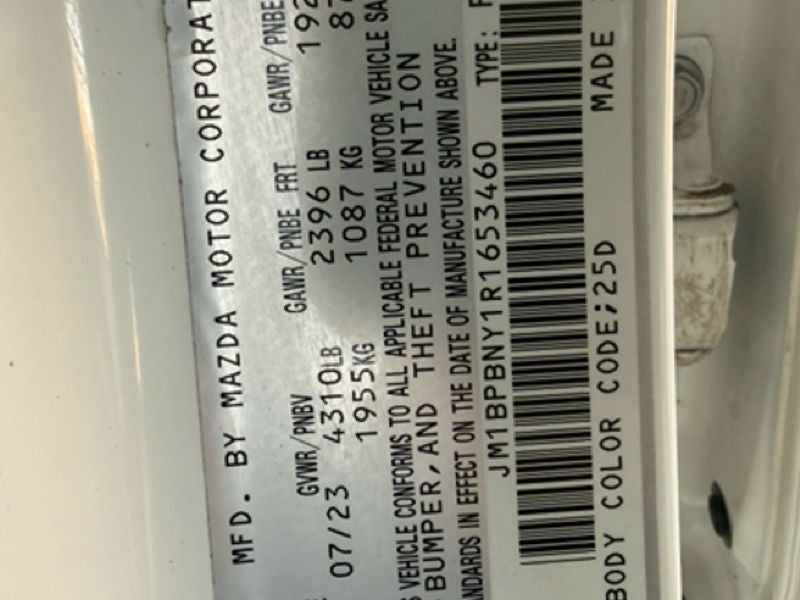 MFD. BY MAZDA MOTOR CORPORAT
GVWR/PNBV GAWR/PNBE FRT GAWR/PNBE
07/23 4310LB 2396 LB 192
1955KG 1087 KG 87
VEHICLE CONFORMS TO ALL APPLICABLE FEDERAL MOTOR VEHICLE SA
BUMPER, AND THEFT PREVENTION
ANDARDS IN EFFECT ON THE DATE OF MANUFACTURE SHOWN ABOVE.
JM1BPBNY1R1653460 TYPE:
BODY COLOR CODE;25D MADE